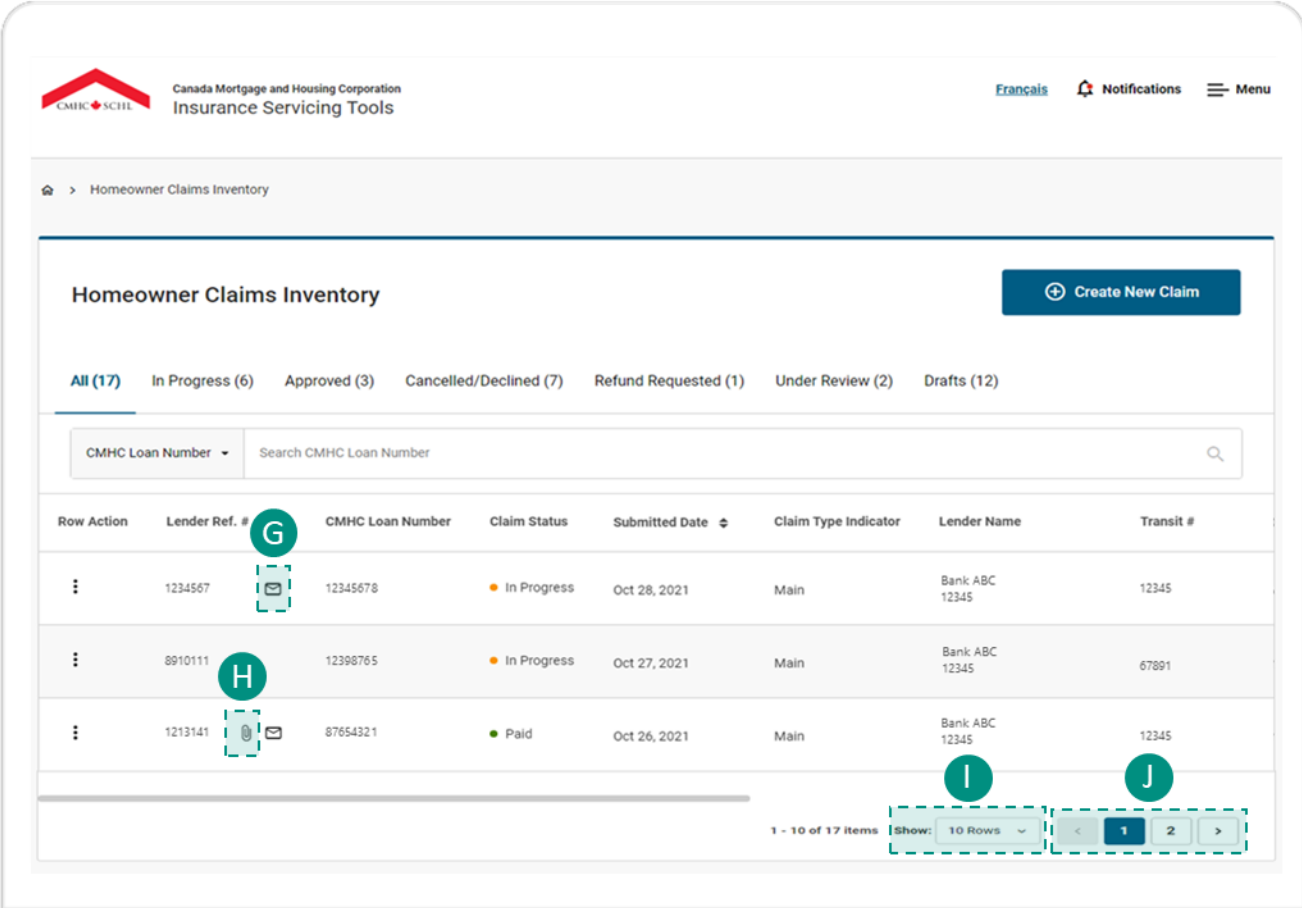 Canada Mortgage and Housing Corporation
CMHC SCHL
Insurance Servicing Tools
Français
Notifications
Menu
Homeowner Claims Inventory
Homeowner Claims Inventory
Create New Claim
All (17) In Progress (6) Approved (3) Cancelled/Declined (7) Refund Requested (1) Under Review (2) Drafts (12)
CMHC Loan Number Search CMHC Loan Number
Row Action Lender Ref. # CMHC Loan Number Claim Status Submitted Date Claim Type Indicator Lender Name Transit #
G
1234567 12345678 In Progress Oct 28, 2021 Main Bank ABC 12345 12345
8910111 12398765 In Progress Oct 27, 2021 Main Bank ABC 12345 67891
H
1213141 87654321 Paid Oct 26, 2021 Main Bank ABC 12345 12345
I J
1 - 10 of 17 items Show: 10 Rows < 1 2 >